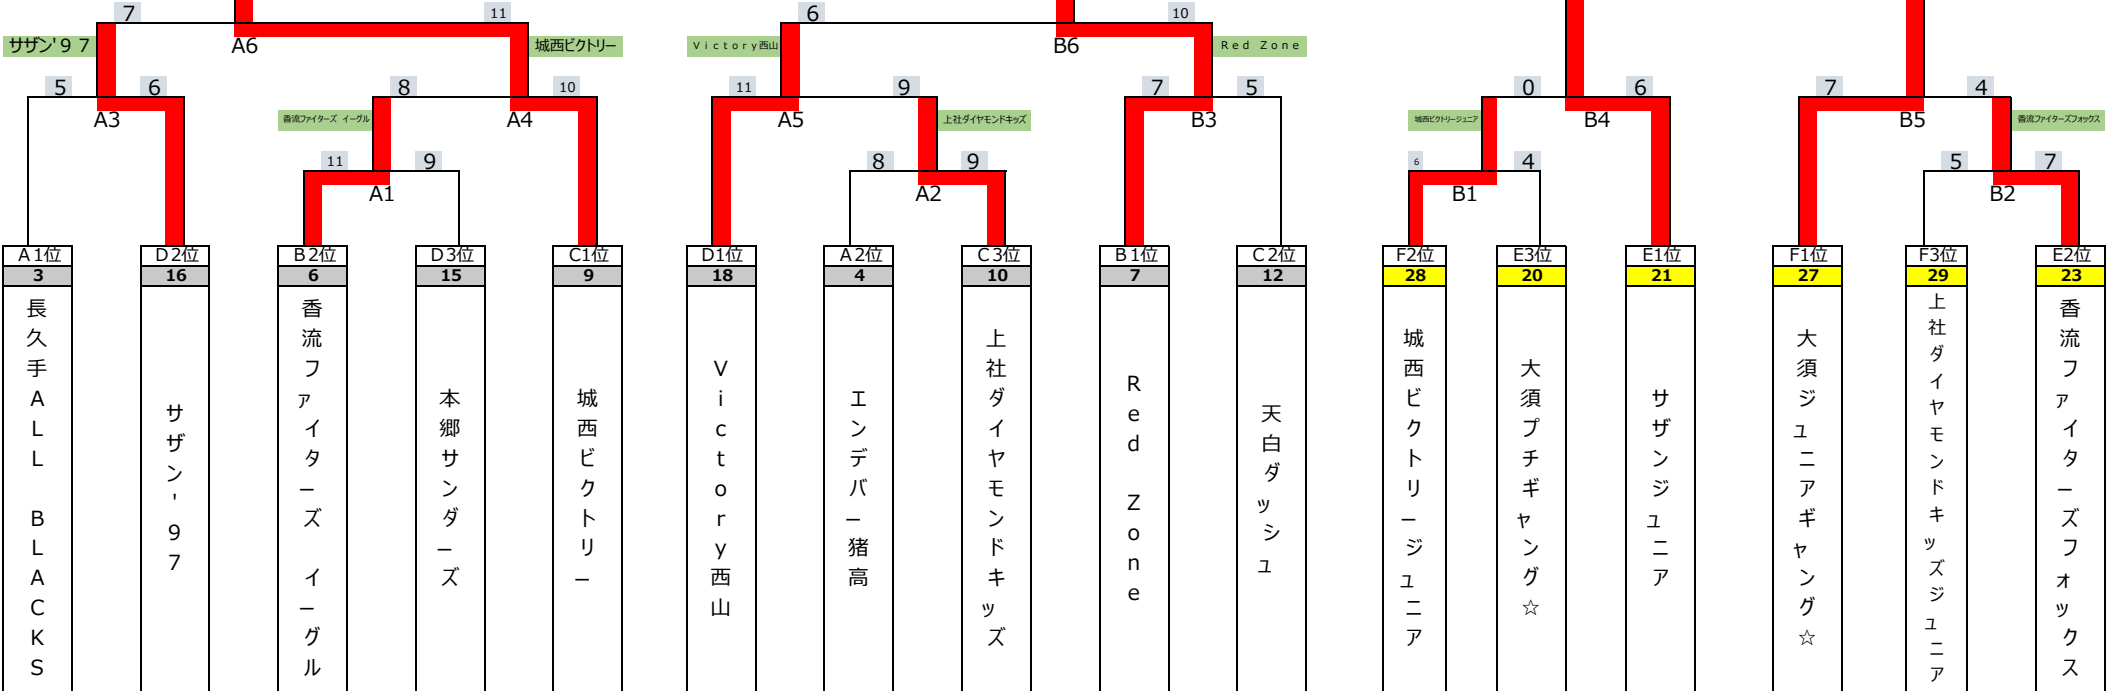 7 11 6 10
サザン'９７ A6 城西ビクトリー Ｖｉｃｔｏｒｙ西山 B6 Ｒｅｄ Ｚｏｎｅ
5 6 8 10 11 9 7 5 0 6 7 4
A3 香流ファイターズ イーグル A4 A5 上社ダイヤモンドキッズ B3 城西ビクトリージュニア B4 B5 香流ファイターズフォックス
11 9 8 9 6 4 5 7
A1 A2 B1 B2
A1位 D2位 B2位 D3位 C1位 D1位 A2位 C3位 B1位 C2位 F2位 E3位 E1位 F1位 F3位 E2位
3 16 6 15 9 18 4 10 7 12 28 20 21 27 29 23
長久手ＡＬＬ ＢＬＡＣＫＳ
サザン'９７
香流ファイターズ イーグル
本郷サンダーズ
城西ビクトリー
Ｖｉｃｔｏｒｙ西山
エンデバー猪高
上社ダイヤモンドキッズ
Ｒｅｄ Ｚｏｎｅ
天白ダッシュ
城西ビクトリージュニア
大須プチギャング☆
サザンジュニア
大須ジュニアギャング☆
上社ダイヤモンドキッズジュニア
香流ファイターズフォックス